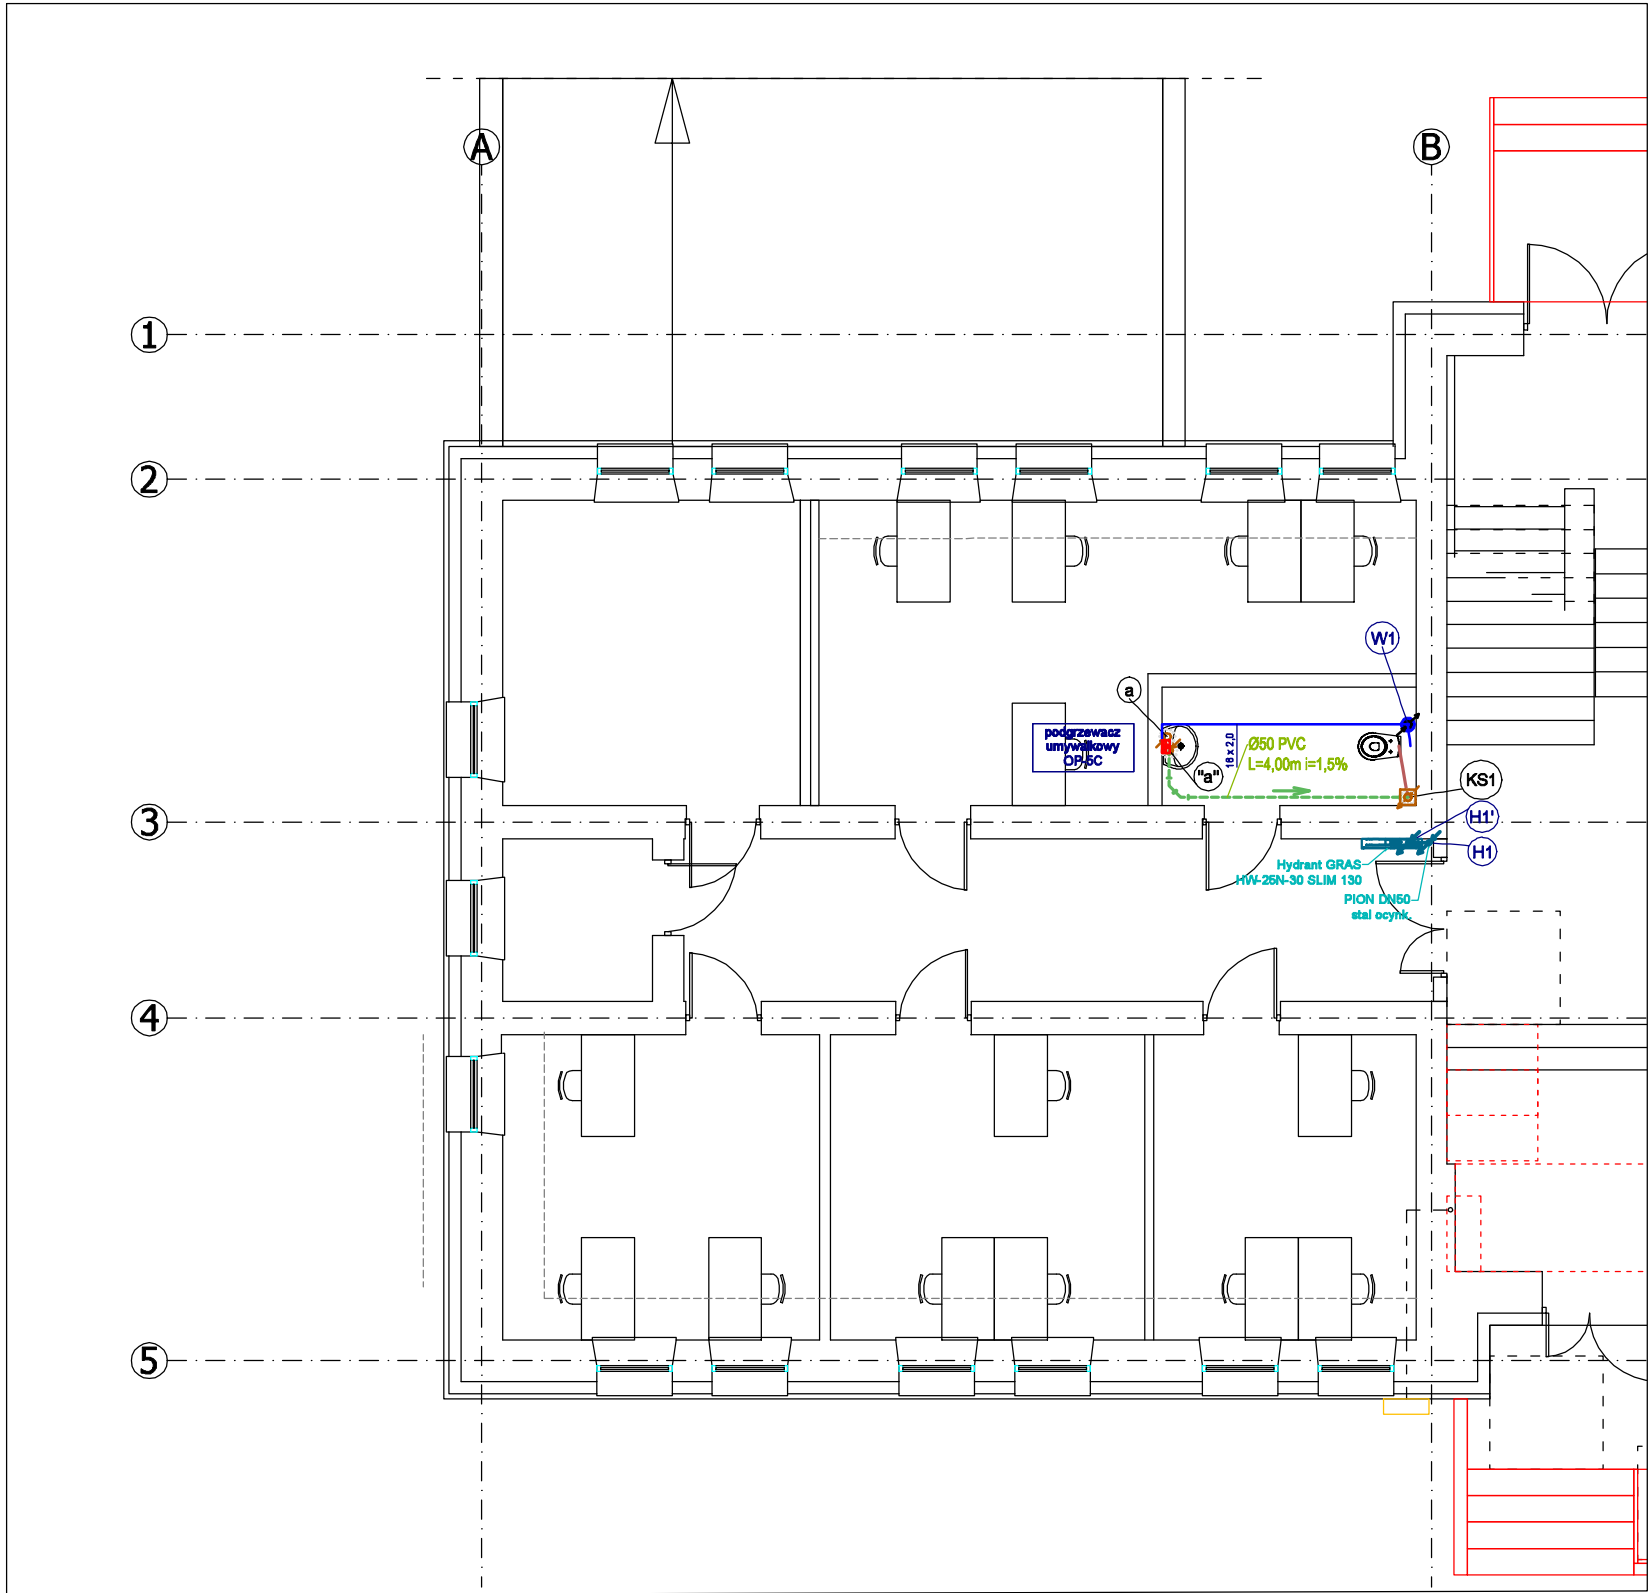 A
B
1
2
W1
a
podgrzewacz
umywalkowy
OP-5C
16 x 2,0
Ø50 PVC
L=4,00m i=1,5%
"a"
KS1
3
H1'
H1
Hydrant GRAS
HW-25N-30 SLIM 130
PION DN50
stal ocynk.
4
5